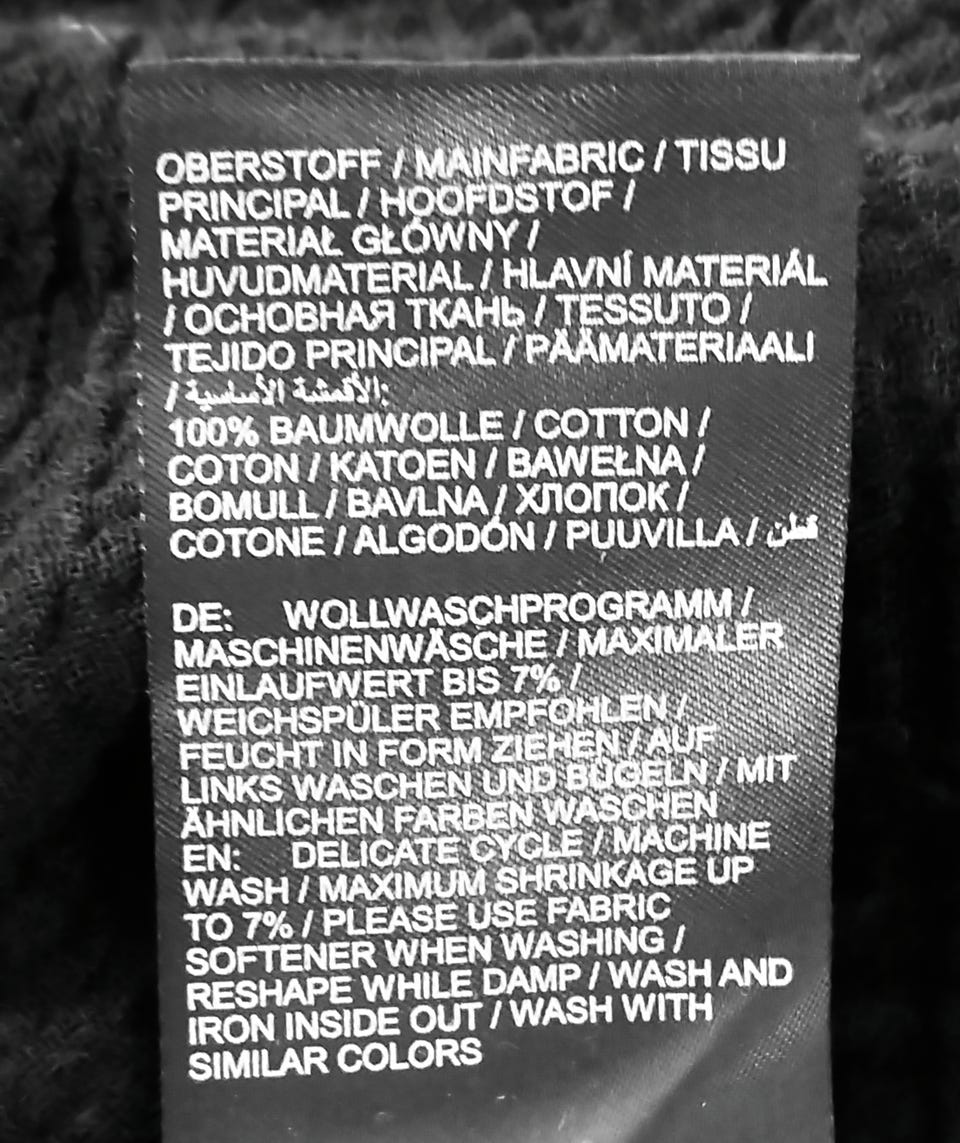 OBERSTOFF / MAINFABRIC / TISSU
PRINCIPAL / HOOFDSTOF /
MATERIAŁ GŁÓWNY /
HUVUDMATERIAL / HLAVNÍ MATERIÁL
/ ОСНОВНАЯ ТКАНЬ / TESSUTO /
TEJIDO PRINCIPAL / PÄÄMATERIAALI
/ الأقمشة الأساسية:
100% BAUMWOLLE / COTTON /
COTON / KATOEN / BAWEŁNA /
BOMULL / BAVLNA / ХЛОПОК /
COTONE / ALGODÓN / PUUVILLA / قطن
DE: WOLLWASCHPROGRAMM /
MASCHINENWÄSCHE / MAXIMALER
EINLAUFWERT BIS 7% /
WEICHSPÜLER EMPFOHLEN /
FEUCHT IN FORM ZIEHEN / AUF
LINKS WASCHEN UND BÜGELN / MIT
ÄHNLICHEN FARBEN WASCHEN
EN: DELICATE CYCLE / MACHINE
WASH / MAXIMUM SHRINKAGE UP
TO 7% / PLEASE USE FABRIC
SOFTENER WHEN WASHING /
RESHAPE WHILE DAMP / WASH AND
IRON INSIDE OUT / WASH WITH
SIMILAR COLORS